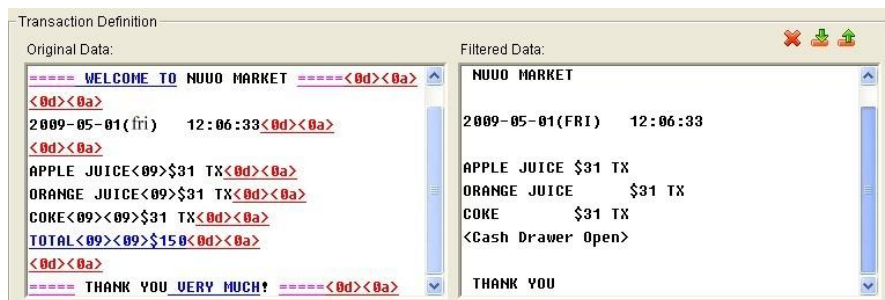 Transaction Definition
Original Data:
===== WELCOME TO NUUO MARKET =====<0d><0a>
<0d><0a>
2009-05-01(fri)   12:06:33<0d><0a>
<0d><0a>
APPLE JUICE<09>$31 TX<0d><0a>
ORANGE JUICE<09>$31 TX<0d><0a>
COKE<09><09>$31 TX<0d><0a>
TOTAL<09><09>$150<0d><0a>
<0d><0a>
===== THANK YOU VERY MUCH! =====<0d><0a>
Filtered Data:
NUUO MARKET
2009-05-01(FRI)   12:06:33
APPLE JUICE $31 TX
ORANGE JUICE       $31 TX
COKE         $31 TX
<Cash Drawer Open>
THANK YOU